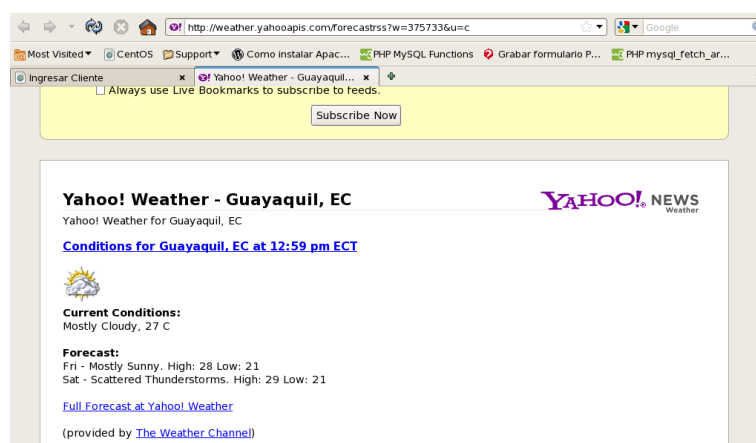 http://weather.yahooapis.com/forecastrss?w=375733&u=c
Google
Most Visited
CentOS
Support
Como instalar Apac...
PHP MySQL Functions
Grabar formulario P...
PHP mysql_fetch_ar...
Ingresar Cliente
Yahoo! Weather - Guayaquil...
Always use Live Bookmarks to subscribe to feeds.
Subscribe Now
Yahoo! Weather - Guayaquil, EC
YAHOO! NEWS
Weather
Yahoo! Weather for Guayaquil, EC
Conditions for Guayaquil, EC at 12:59 pm ECT
Current Conditions:
Mostly Cloudy, 27 C
Forecast:
Fri - Mostly Sunny. High: 28 Low: 21
Sat - Scattered Thunderstorms. High: 29 Low: 21
Full Forecast at Yahoo! Weather
(provided by The Weather Channel)